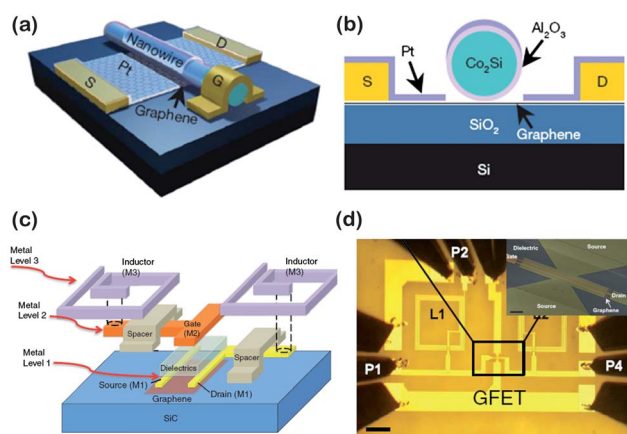 (a)
Nanowire
D
Pt
S
G
Graphene
(b)
Al2O3
Pt
Co2Si
S
D
SiO2
Graphene
Si
(c)
Metal
Level 3
Inductor
(M3)
Inductor
(M3)
Metal
Level 2
Spacer
Gate
(M2)
Spacer
Metal
Level 1
Dielectrics
Source (M1)
Drain (M1)
Graphene
SiC
(d)
P2
Dielectric
Source
Gate
Drain
Source
Graphene
L1
P1
P4
GFET